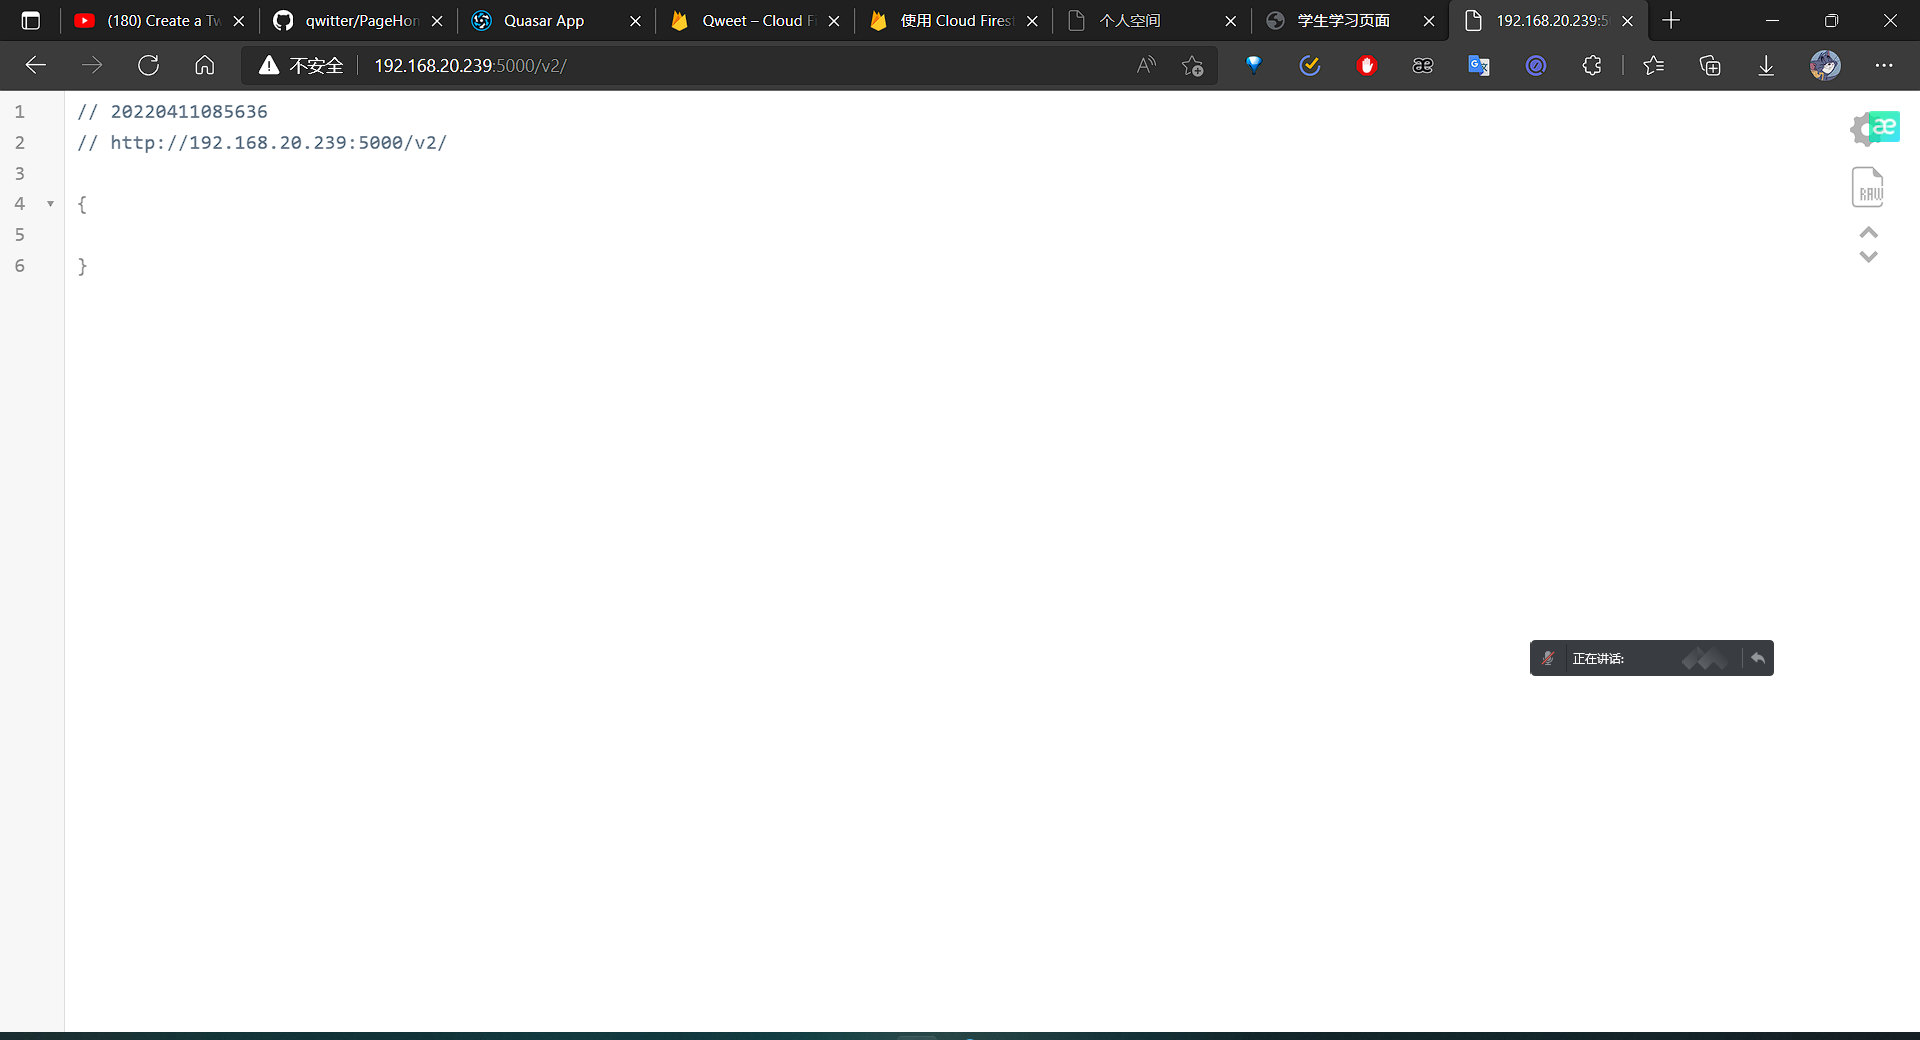 (180) Create a Tw
qwitter/PageHon
Quasar App
Qweet – Cloud Fi
使用 Cloud Firest
个人空间
学生学习页面
192.168.20.239:5
不安全
192.168.20.239:5000/v2/
1 // 20220411085636
2 // http://192.168.20.239:5000/v2/
3
4 {
5
6 }
æ
RAW
正在讲话: